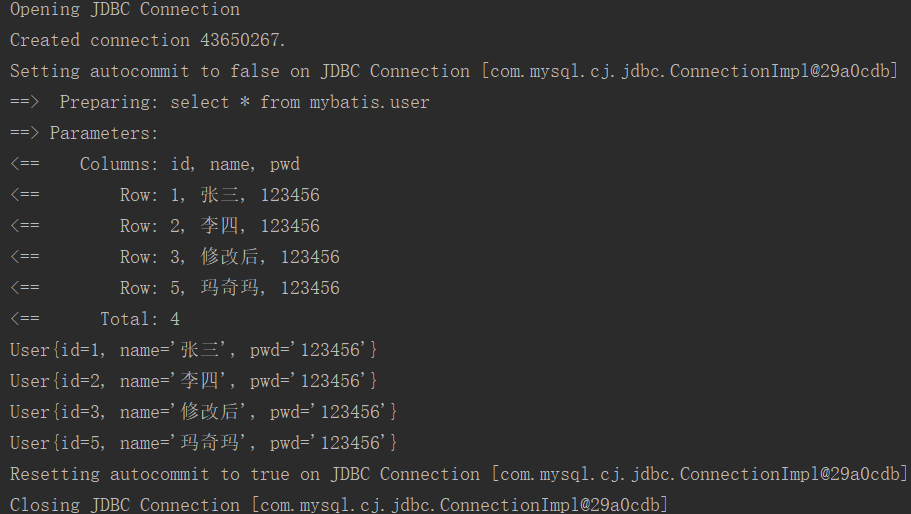 Opening JDBC Connection
Created connection 43650267.
Setting autocommit to false on JDBC Connection [com.mysql.cj.jdbc.ConnectionImpl@29a0cdb]
==>  Preparing: select * from mybatis.user
==> Parameters:
<==    Columns: id, name, pwd
<==        Row: 1, 张三, 123456
<==        Row: 2, 李四, 123456
<==        Row: 3, 修改后, 123456
<==        Row: 5, 玛奇玛, 123456
<==      Total: 4
User{id=1, name='张三', pwd='123456'}
User{id=2, name='李四', pwd='123456'}
User{id=3, name='修改后', pwd='123456'}
User{id=5, name='玛奇玛', pwd='123456'}
Resetting autocommit to true on JDBC Connection [com.mysql.cj.jdbc.ConnectionImpl@29a0cdb]
Closing JDBC Connection [com.mysql.cj.jdbc.ConnectionImpl@29a0cdb]